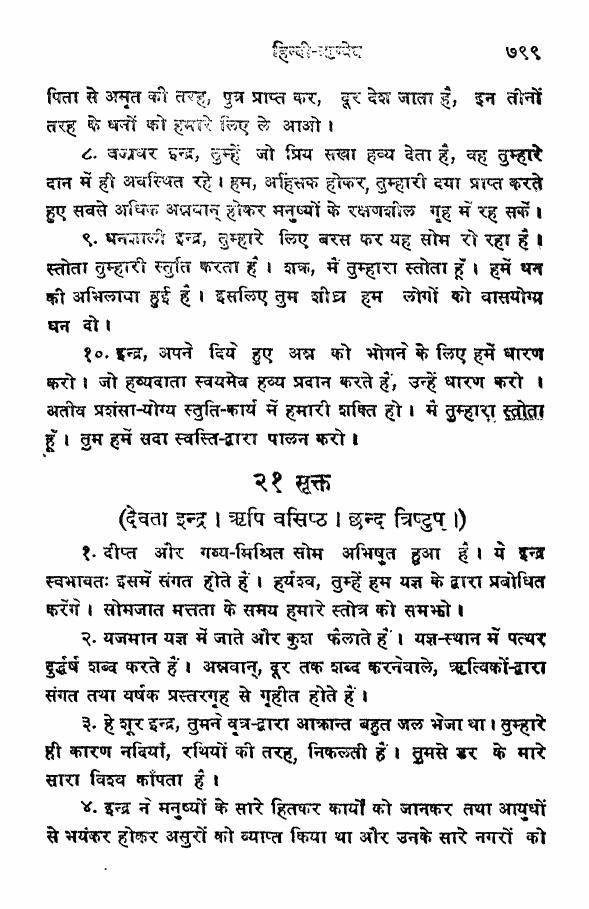 हिन्दी-ऋग्वेद ७९९
पिता से अमृत की तरह, पुत्र प्राप्त कर, दूर देश जाता है, इन तीनों
तरह के धनों को हमारे लिए ले आओ।
८. वज्रधर इन्द्र, तुम्हें जो प्रिय सखा हव्य देता है, वह तुम्हारे
दान में ही अवस्थित रहे। हम, अहिंसक होकर, तुम्हारी दया प्राप्त करते
हुए सबसे अधिक अन्नवान् होकर मनुष्यों के रक्षणशील गृह में रह सकें।
९. धनशाली इन्द्र, तुम्हारे लिए बरस कर यह सोम रो रहा है।
स्तोता तुम्हारी स्तुति करता है। शक्र, मैं तुम्हारा स्तोता हूँ। हमें धन
की अभिलाषा हुई है। इसलिए तुम शीघ्र हम लोगों को वासयोग्य
धन दो।
१०. इन्द्र, अपने दिये हुए अन्न को भोगने के लिए हमें धारण
करो। जो हव्यदाता स्वयमेव हव्य प्रदान करते हैं, उन्हें धारण करो ।
अतीव प्रशंसा-योग्य स्तुति-कार्य में हमारी शक्ति हो। मैं तुम्हारा स्तोता
हूँ। तुम हमें सदा स्वस्ति-द्वारा पालन करो।
२१ सूक्त
(देवता इन्द्र। ऋषि वसिष्ठ। छन्द त्रिष्टुप्।)
१. दीप्त और गव्य-मिश्रित सोम अभिषुत हुआ है। ये इन्द्र
स्वभावतः इसमें संगत होते हैं। हर्यश्व, तुम्हें हम यज्ञ के द्वारा प्रबोधित
करेंगे। सोमजात मत्तता के समय हमारे स्तोत्र को समझो।
२. यजमान यज्ञ में जाते और कुश फैलाते हैं। यज्ञ-स्थान में पत्थर
दुर्द्धर्ष शब्द करते हैं। अन्नवान्, दूर तक शब्द करनेवाले, ऋत्विकों-द्वारा
संगत तथा वर्षक प्रस्तरगृह से गृहीत होते हैं।
३. हे शूर इन्द्र, तुमने वृत्र-द्वारा आक्रान्त बहुत जल भेजा था। तुम्हारे
ही कारण नदियाँ, रथियों की तरह, निकलती हैं। तुमसे डर के मारे
सारा विश्व काँपता है।
४. इन्द्र ने मनुष्यों के सारे हितकर कार्यों को जानकर तथा आयुधों
से भयंकर होकर असुरों को व्याप्त किया था और उनके सारे नगरों को